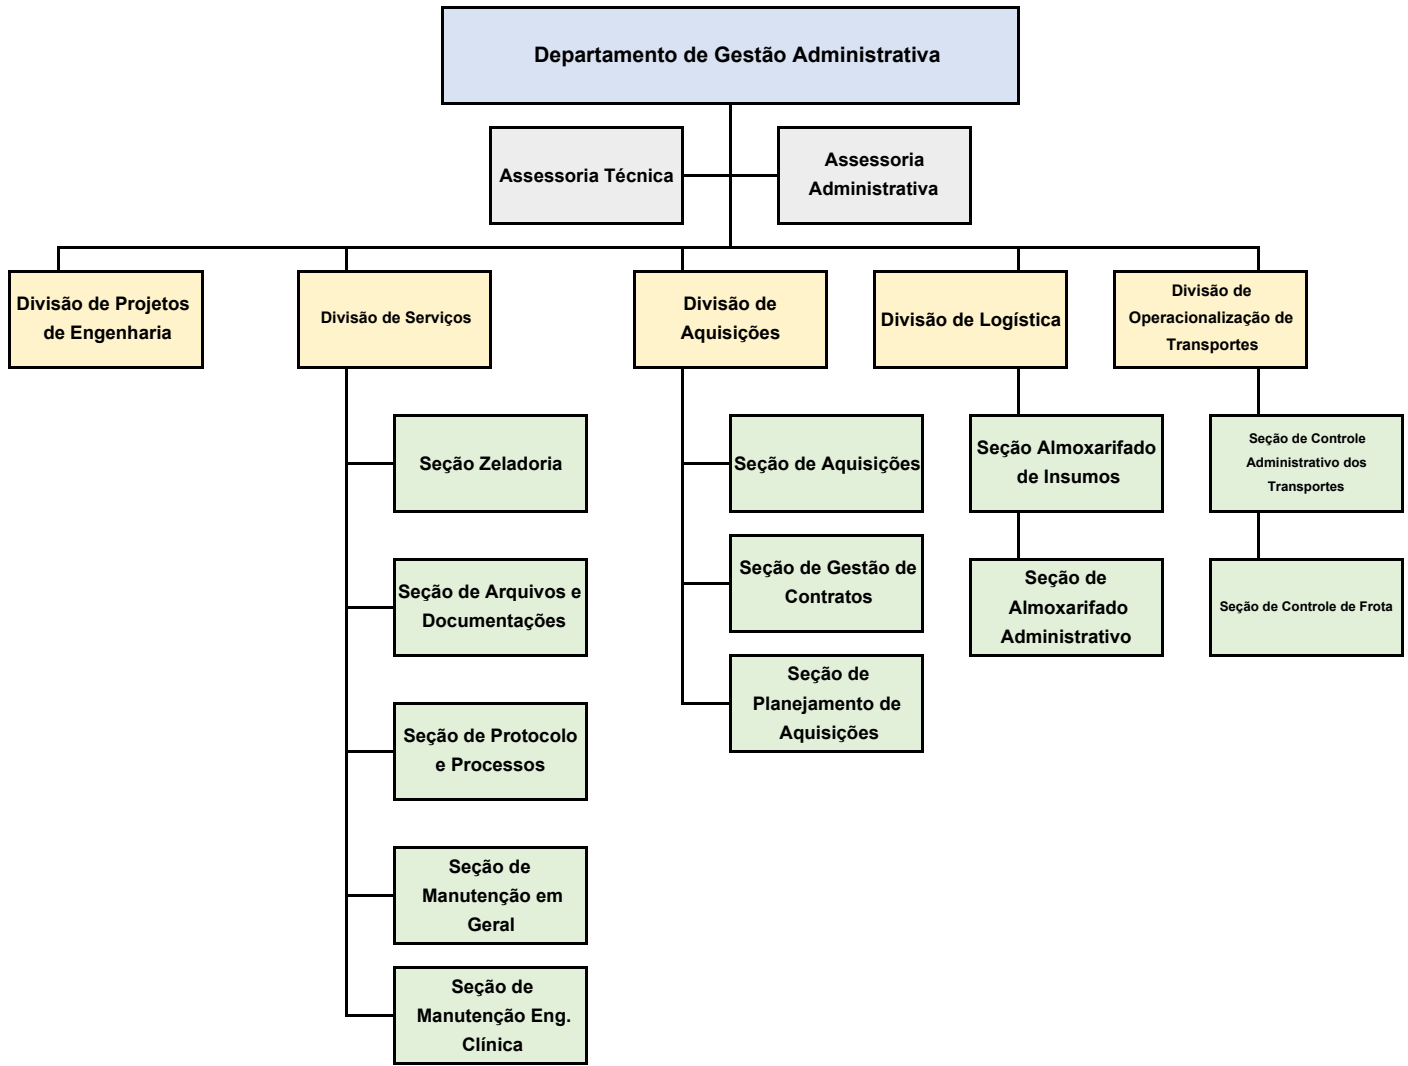 Departamento de Gestão Administrativa
Assessoria Técnica
Assessoria
Administrativa
Divisão de Projetos
de Engenharia
Divisão de Serviços
Divisão de
Aquisições
Divisão de Logística
Divisão de
Operacionalização de
Transportes
Seção Zeladoria
Seção de Arquivos e
Documentações
Seção de Protocolo
e Processos
Seção de
Manutenção em
Geral
Seção de
Manutenção Eng.
Clínica
Seção de Aquisições
Seção de Gestão de
Contratos
Seção de
Planejamento de
Aquisições
Seção Almoxarifado
de Insumos
Seção de
Almoxarifado
Administrativo
Seção de Controle
Administrativo dos
Transportes
Seção de Controle de Frota